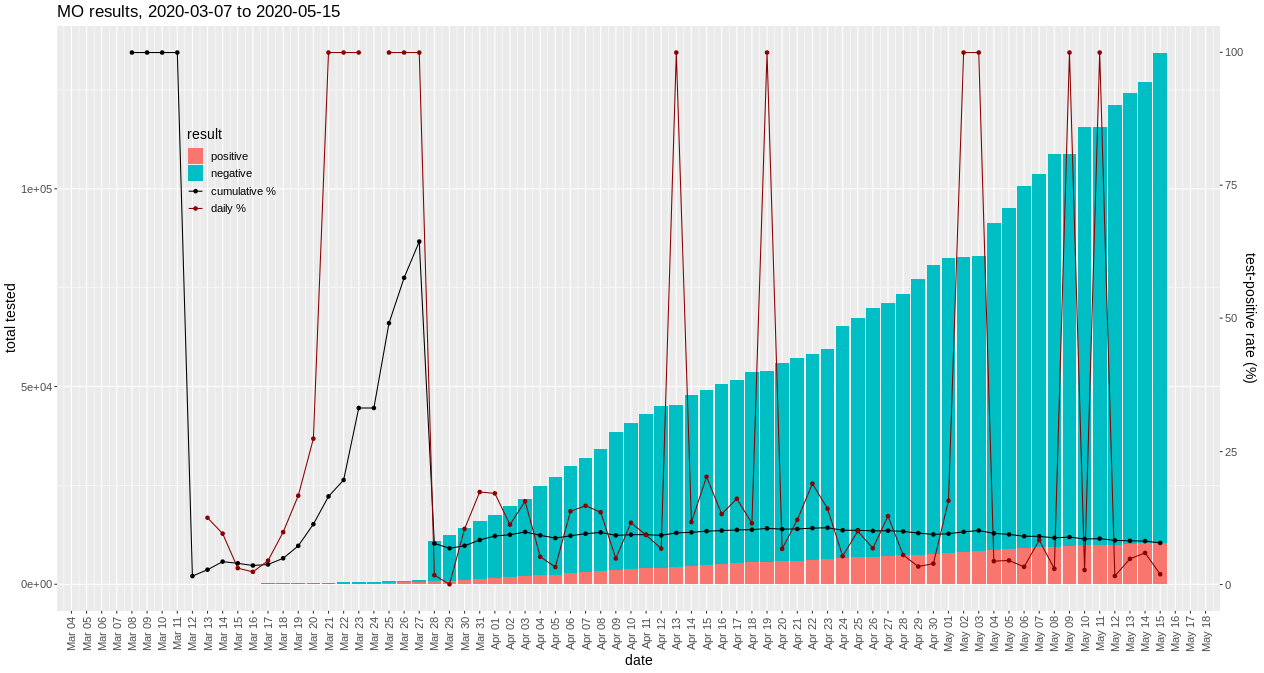 MO results, 2020-03-07 to 2020-05-15
result
positive
negative
cumulative %
daily %
total tested
1e+05
5e+04
0e+00
test-positive rate (%)
100
75
50
25
0
Mar 04
Mar 05
Mar 06
Mar 07
Mar 08
Mar 09
Mar 10
Mar 11
Mar 12
Mar 13
Mar 14
Mar 15
Mar 16
Mar 17
Mar 18
Mar 19
Mar 20
Mar 21
Mar 22
Mar 23
Mar 24
Mar 25
Mar 26
Mar 27
Mar 28
Mar 29
Mar 30
Mar 31
Apr 01
Apr 02
Apr 03
Apr 04
Apr 05
Apr 06
Apr 07
Apr 08
Apr 09
Apr 10
Apr 11
Apr 12
Apr 13
Apr 14
Apr 15
Apr 16
Apr 17
Apr 18
Apr 19
Apr 20
Apr 21
Apr 22
Apr 23
Apr 24
Apr 25
Apr 26
Apr 27
Apr 28
Apr 29
Apr 30
May 01
May 02
May 03
May 04
May 05
May 06
May 07
May 08
May 09
May 10
May 11
May 12
May 13
May 14
May 15
May 16
May 17
May 18
date